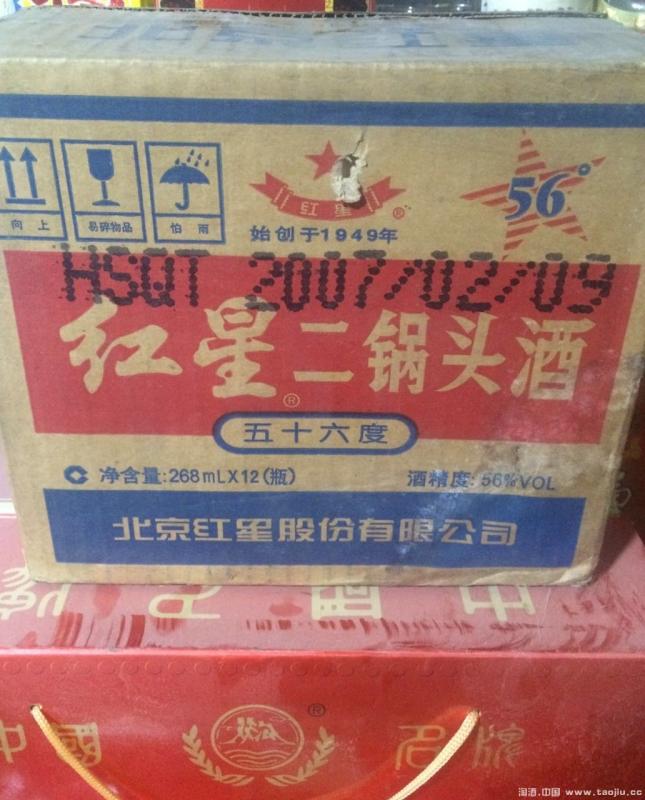 向上 易碎物品 怕雨
红星®
56°
始创于1949年
HSQT 2007/02/09
红星®二锅头酒
五十六度
净含量:268mLX12(瓶) 酒精度:56%VOL
北京红星股份有限公司
中國 ® 名牌
淘酒.中国 www.taojiu.cc